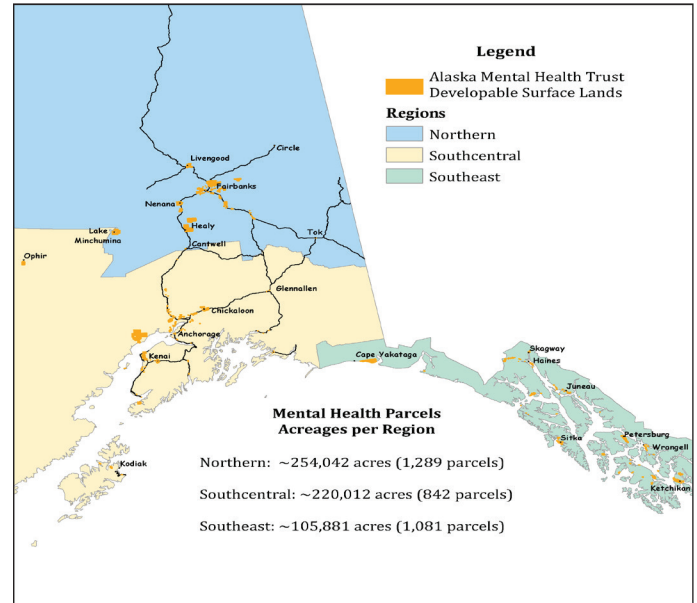 Legend
Alaska Mental Health Trust
Developable Surface Lands
Regions
Northern
Southcentral
Southeast
Circle
Livengood
Fairbanks
Nenana
Healy
Lake
Minchumina
Tok
Cantwell
Ophir
Glennallen
Chickaloon
Anchorage
Kenai
Kodiak
Cape Yakataga
Skagway
Haines
Juneau
Sitka
Petersburg
Wrangell
Ketchikan
Mental Health Parcels
Acreages per Region
Northern: ~254,042 acres (1,289 parcels)
Southcentral: ~220,012 acres (842 parcels)
Southeast: ~105,881 acres (1,081 parcels)